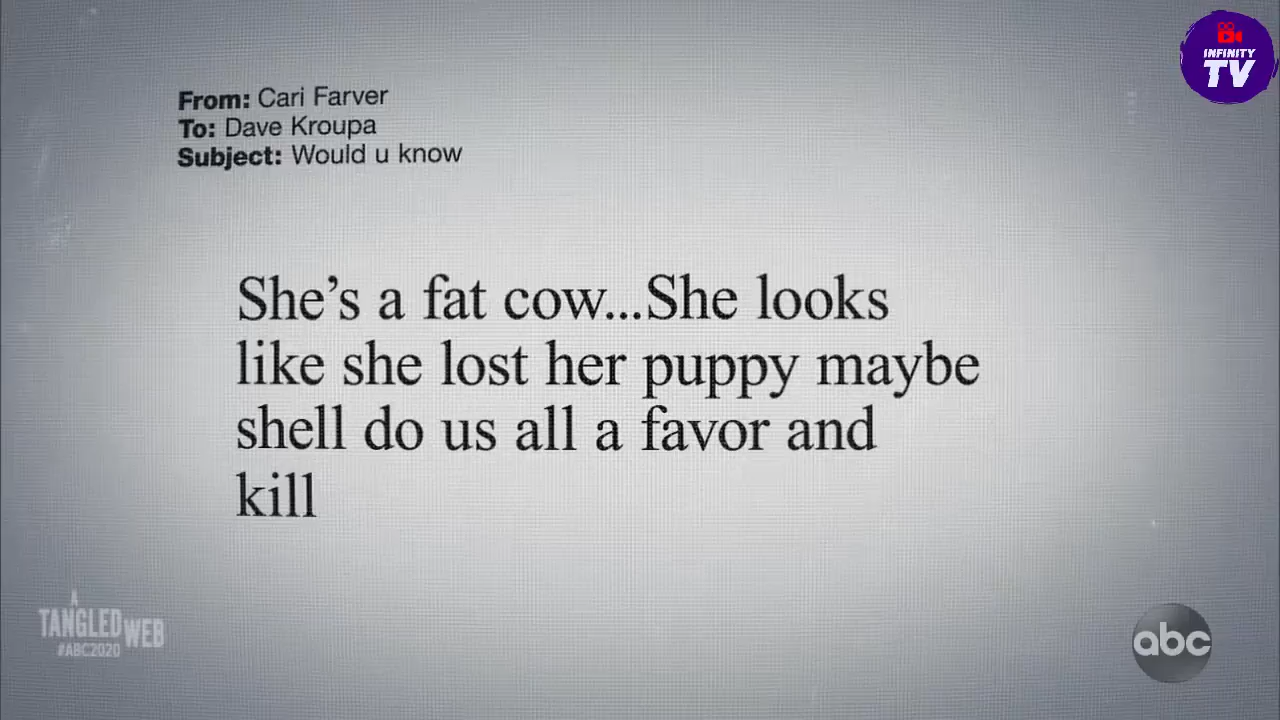 INFINITY
TV
From: Cari Farver
To: Dave Kroupa
Subject: Would u know
She's a fat cow...She looks
like she lost her puppy maybe
shell do us all a favor and
kill
A
TANGLED WEB
#ABC2020
abc